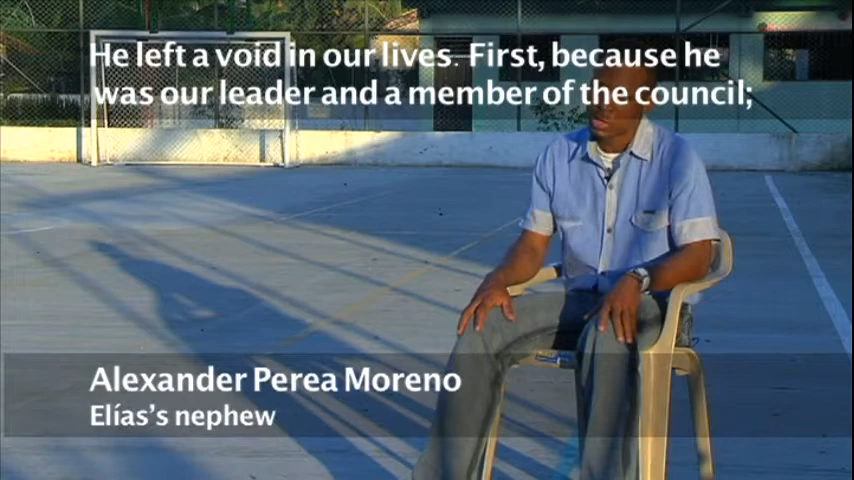 He left a void in our lives. First, because he
was our leader and a member of the council;
Alexander Perea Moreno
Elías's nephew